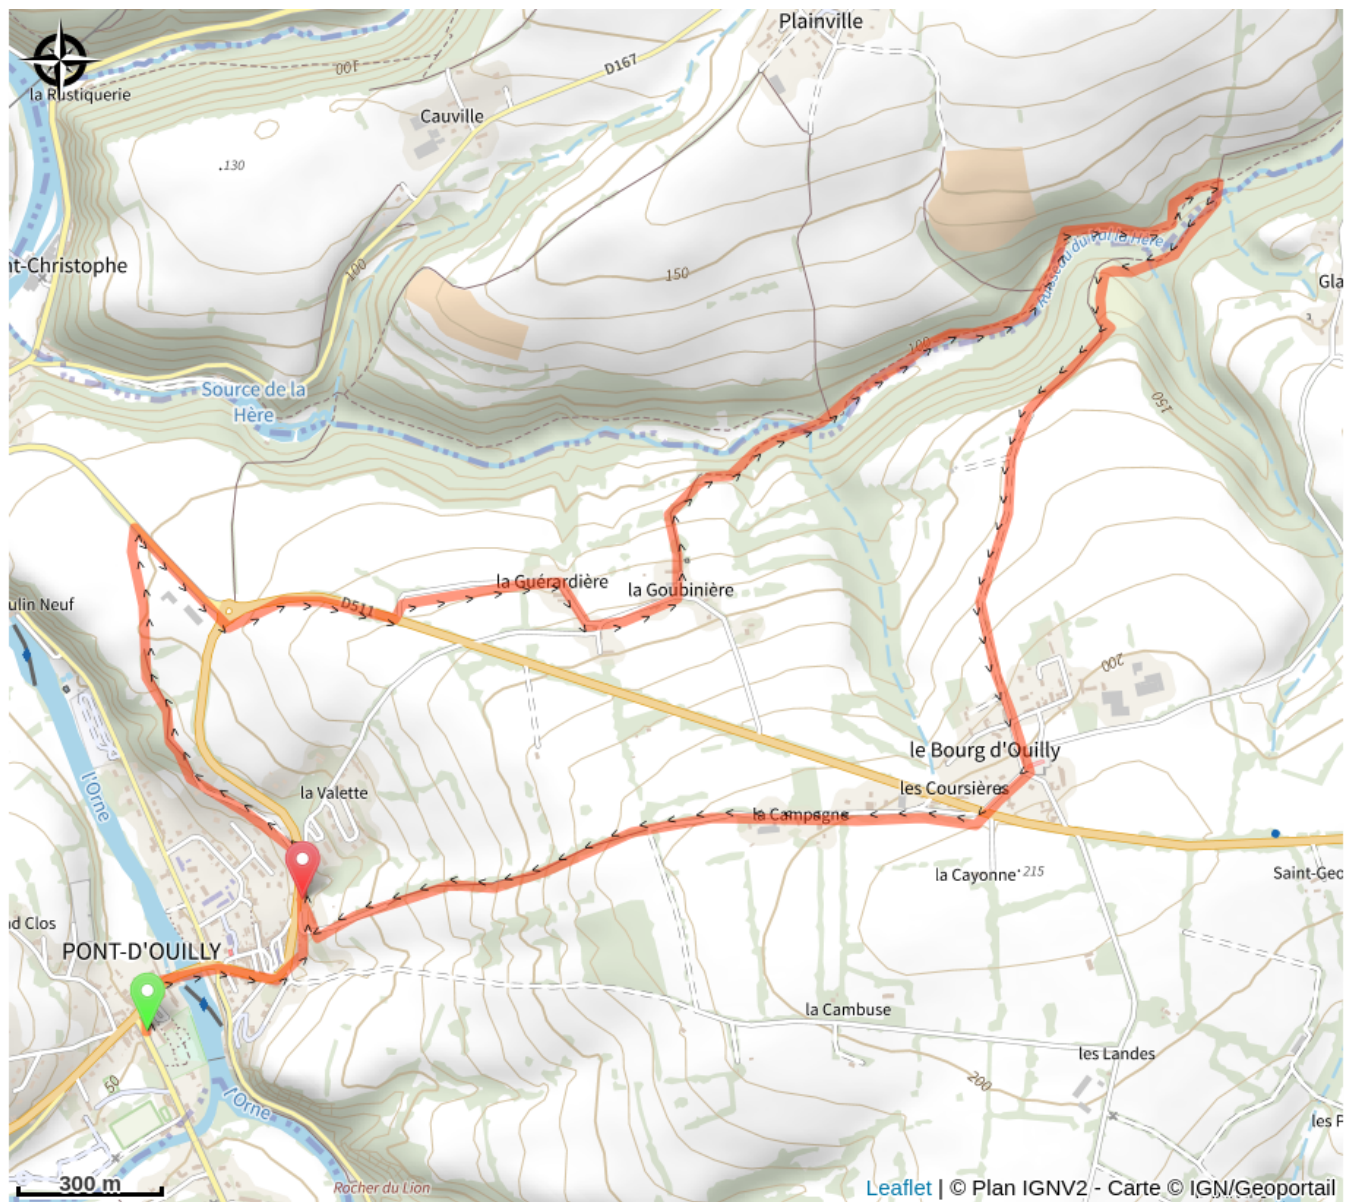 Plainville
D167
la Rustiquerie
100
Cauville
130
nt-Christophe
100
150
Ruisseau du Val la Hère
Gla
Source de la
Hère
100
150
la Guérardière
la Goubinière
D511
ulin Neuf
200
le Bourg d'Ouilly
les Coursières
l'Orne
la Valette
la Campagne
la Cayonne
215
Saint-Geo
nd Clos
PONT-D'OUILLY
la Cambuse
les Landes
200
50
l'Orne
les P
300 m
Rocher du Lion
Leaflet | © Plan IGNV2 - Carte © IGN/Geoportail